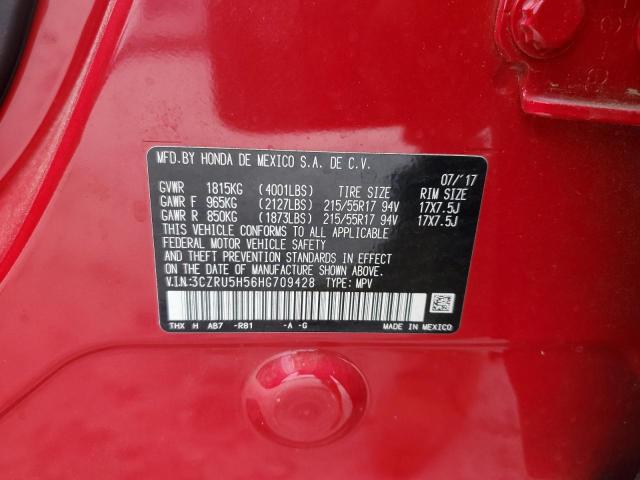 MFD.BY HONDA DE MEXICO S.A. DE C.V. 07/'17
GVWR 1815KG (4001LBS) TIRE SIZE RIM SIZE
GAWR F 965KG (2127LBS) 215/55R17 94V 17X7.5J
GAWR R 850KG (1873LBS) 215/55R17 94V 17X7.5J
THIS VEHICLE CONFORMS TO ALL APPLICABLE
FEDERAL MOTOR VEHICLE SAFETY
AND THEFT PREVENTION STANDARDS IN EFFECT
ON THE DATE OF MANUFACTURE SHOWN ABOVE.
V.I.N:3CZRU5H56HG709428 TYPE: MPV
THX H AB7 -R81 -A -G MADE IN MEXICO